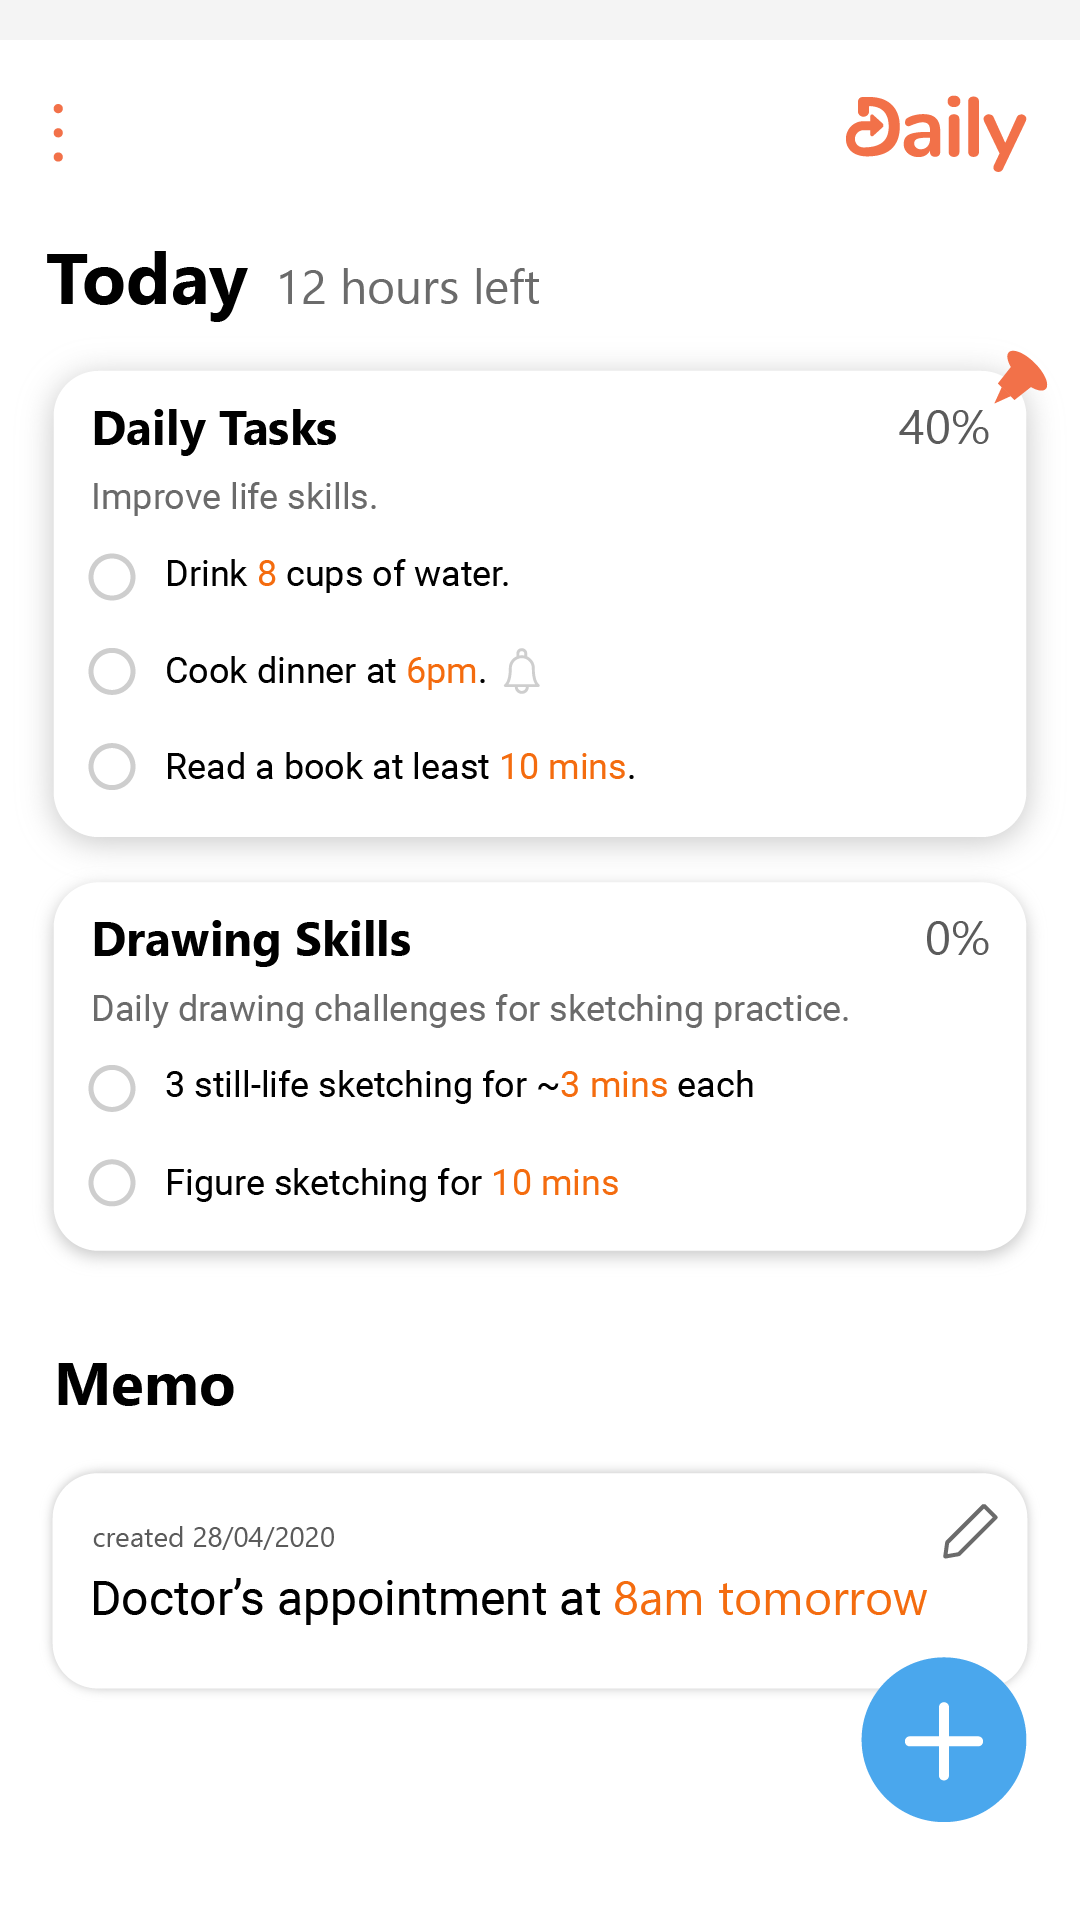 Daily
Today 12 hours left
Daily Tasks 40%
Improve life skills.
Drink 8 cups of water.
Cook dinner at 6pm.
Read a book at least 10 mins.
Drawing Skills 0%
Daily drawing challenges for sketching practice.
3 still-life sketching for ~3 mins each
Figure sketching for 10 mins
Memo
created 28/04/2020
Doctor’s appointment at 8am tomorrow